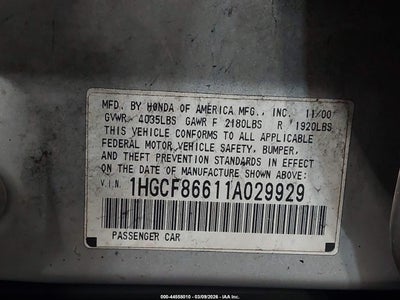 MFD. BY HONDA OF AMERICA MFG., INC. 11/00
GVWR 4035LBS GAWR F 2180LBS R 1920LBS
THIS VEHICLE CONFORMS TO ALL APPLICABLE
FEDERAL MOTOR VEHICLE SAFETY, BUMPER,
AND THEFT PREVENTION STANDARDS IN EFFECT
ON THE DATE OF MANUFACTURE SHOWN ABOVE:
V.I.N. 1HGCF86611A029929
PASSENGER CAR
000-44558010 - 03/09/2026 - IAA Inc.